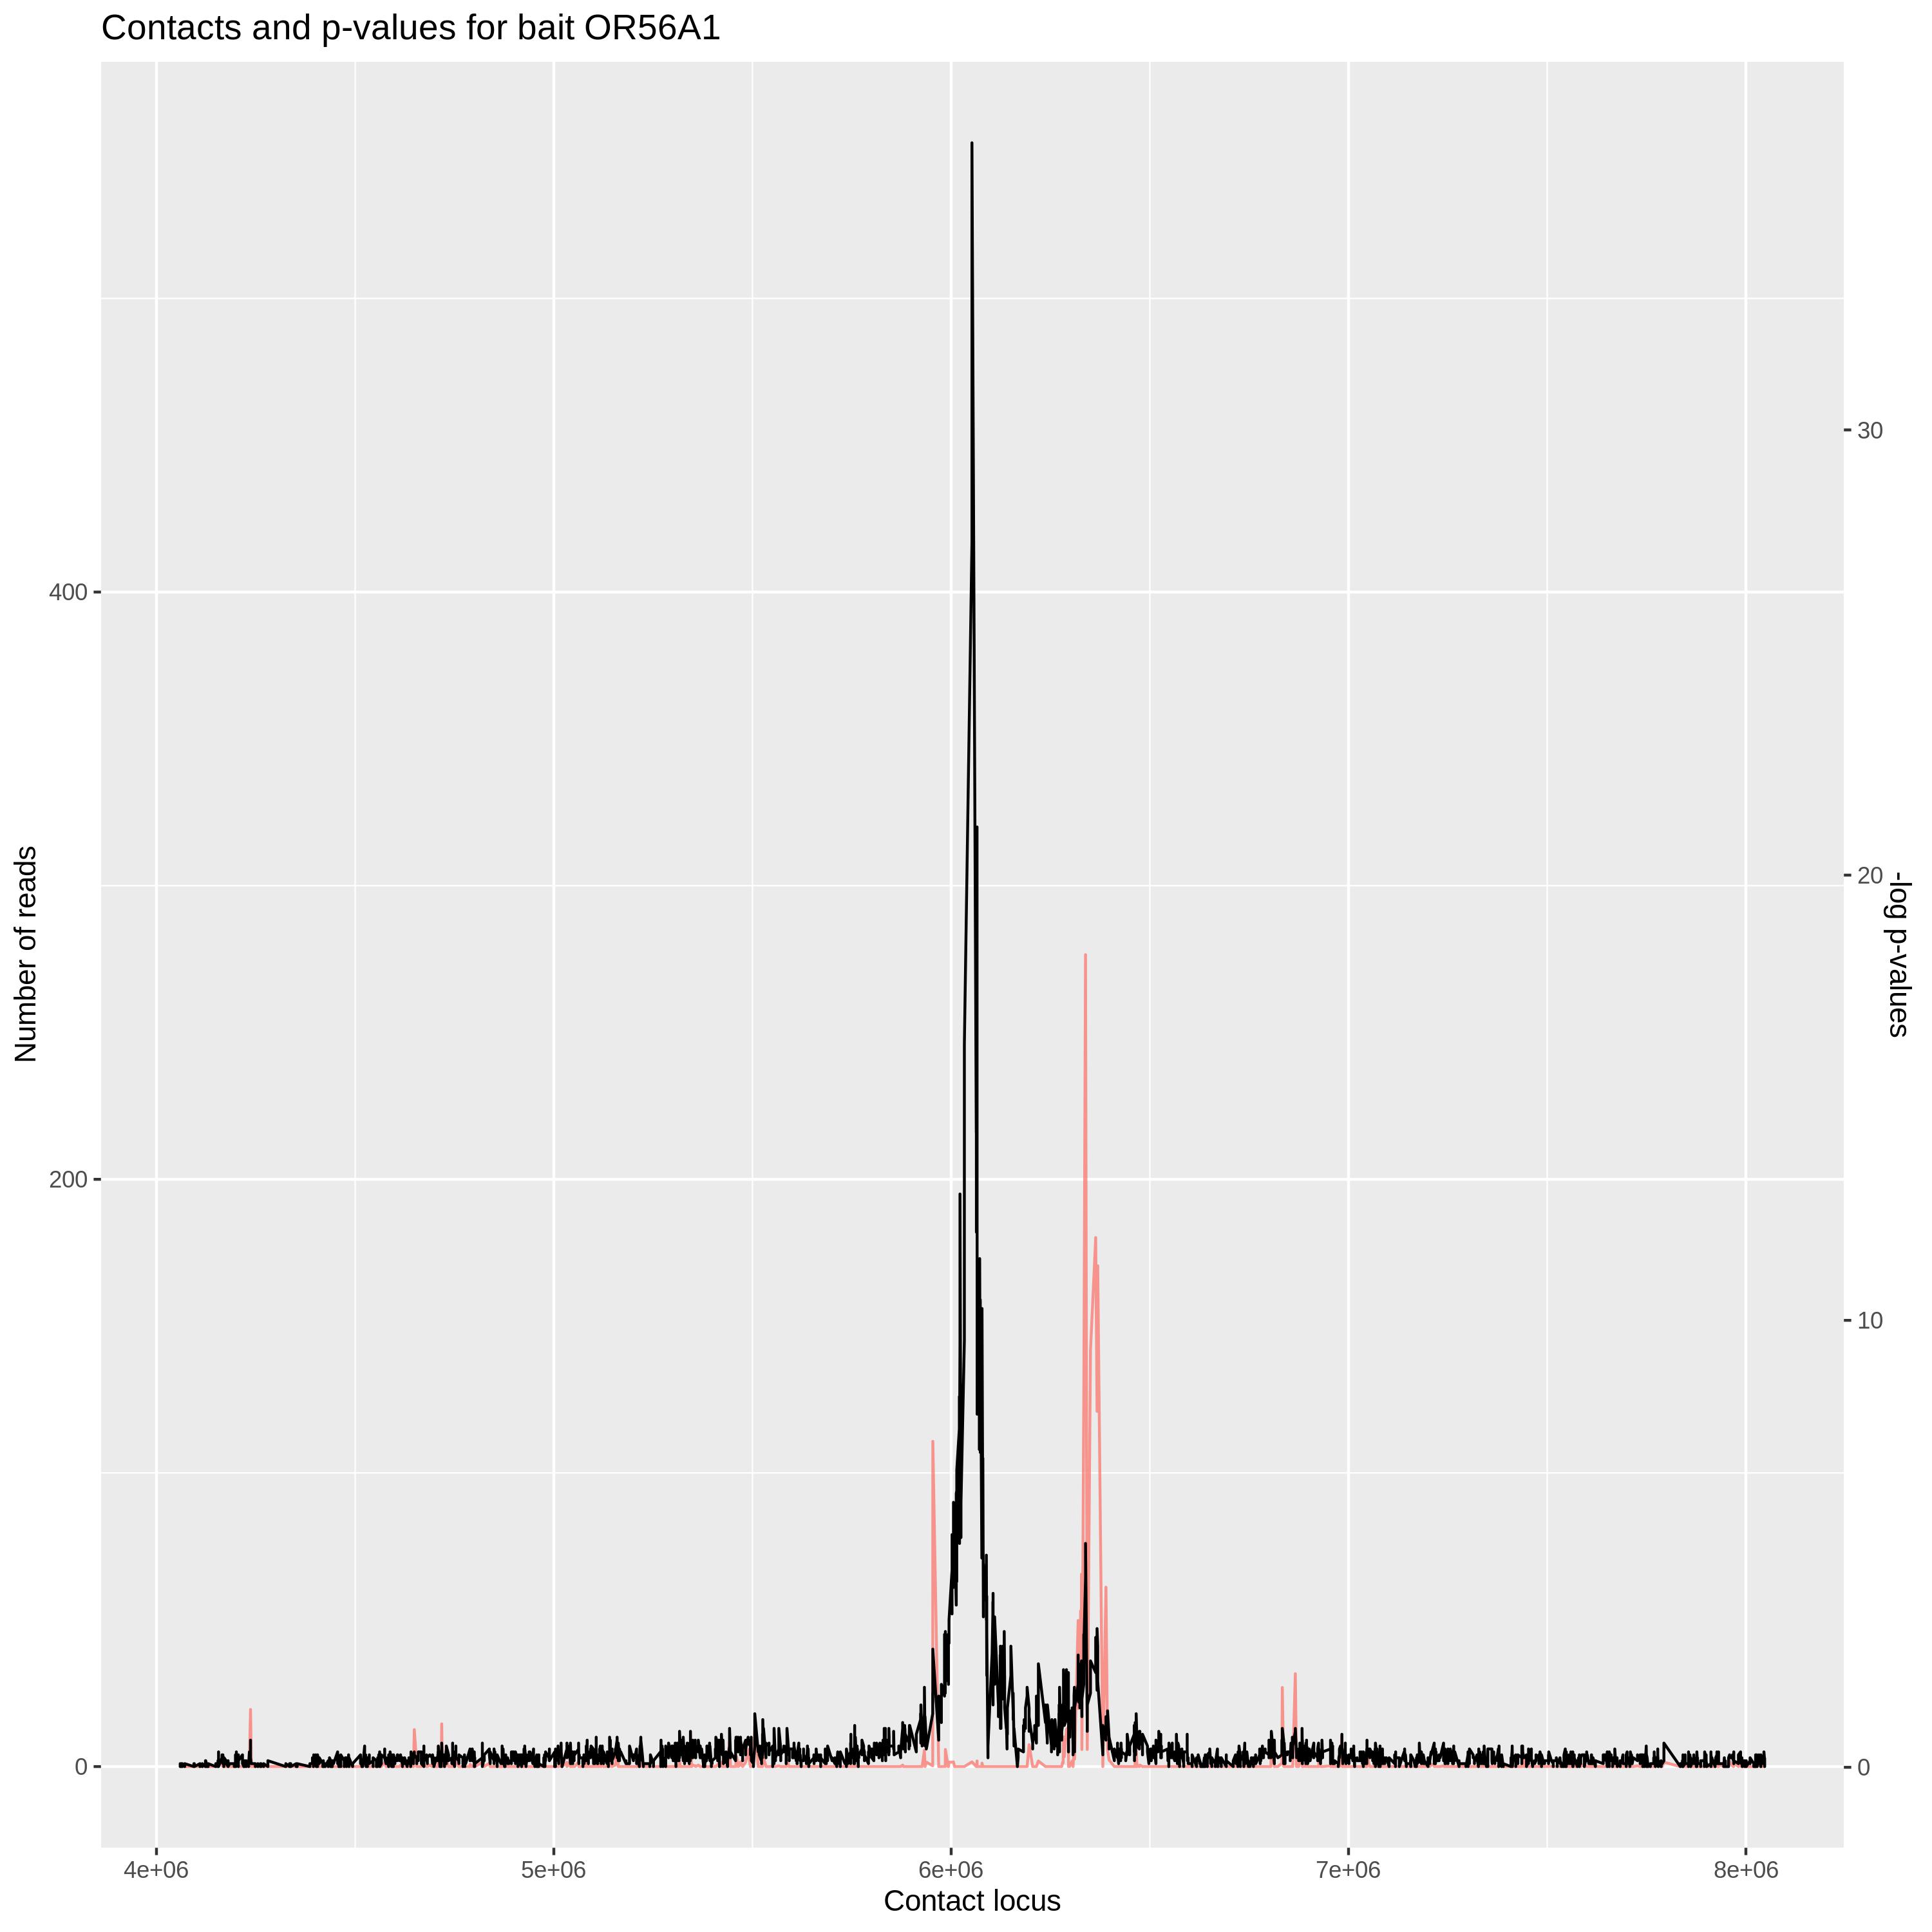 Contacts and p-values for bait OR56A1
Number of reads
400
200
0
30
20
10
0
-log p-values
4e+06 5e+06 6e+06 7e+06 8e+06
Contact locus